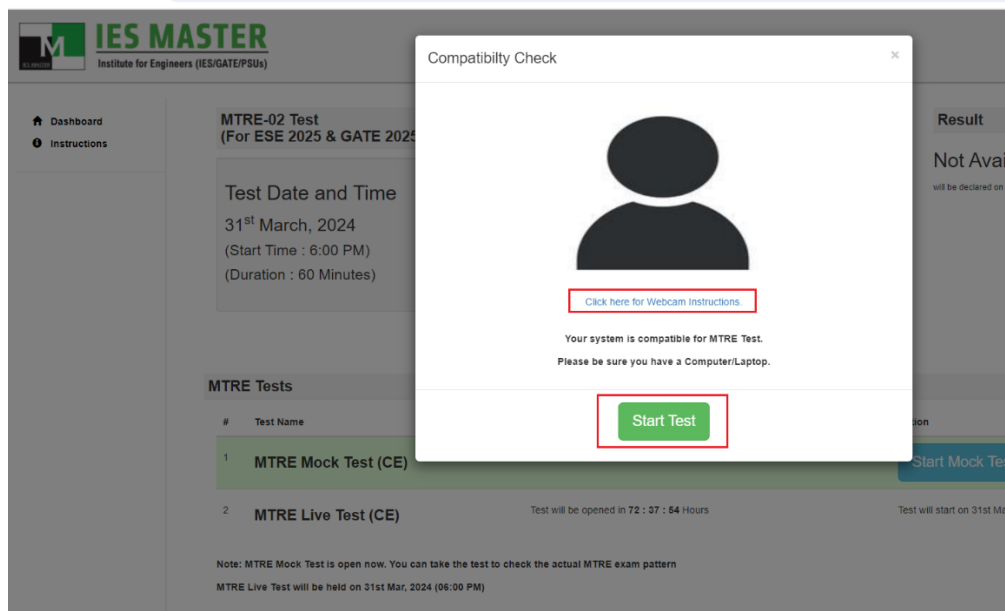 IES MASTER
Institute for Engineers (IES/GATE/PSUs)
Dashboard
Instructions
MTRE-02 Test
(For ESE 2025 & GATE 2025
Test Date and Time
31st March, 2024
(Start Time : 6:00 PM)
(Duration : 60 Minutes)
Compatibilty Check
×
Click here for Webcam Instructions.
Your system is compatible for MTRE Test.
Please be sure you have a Computer/Laptop.
Start Test
Result
Not Avai
will be declared on
MTRE Tests
# Test Name
1 MTRE Mock Test (CE)
Start Mock Te
2 MTRE Live Test (CE) Test will be opened in 72 : 37 : 54 Hours Test will start on 31st Ma
Note: MTRE Mock Test is open now. You can take the test to check the actual MTRE exam pattern
MTRE Live Test will be held on 31st Mar, 2024 (06:00 PM)